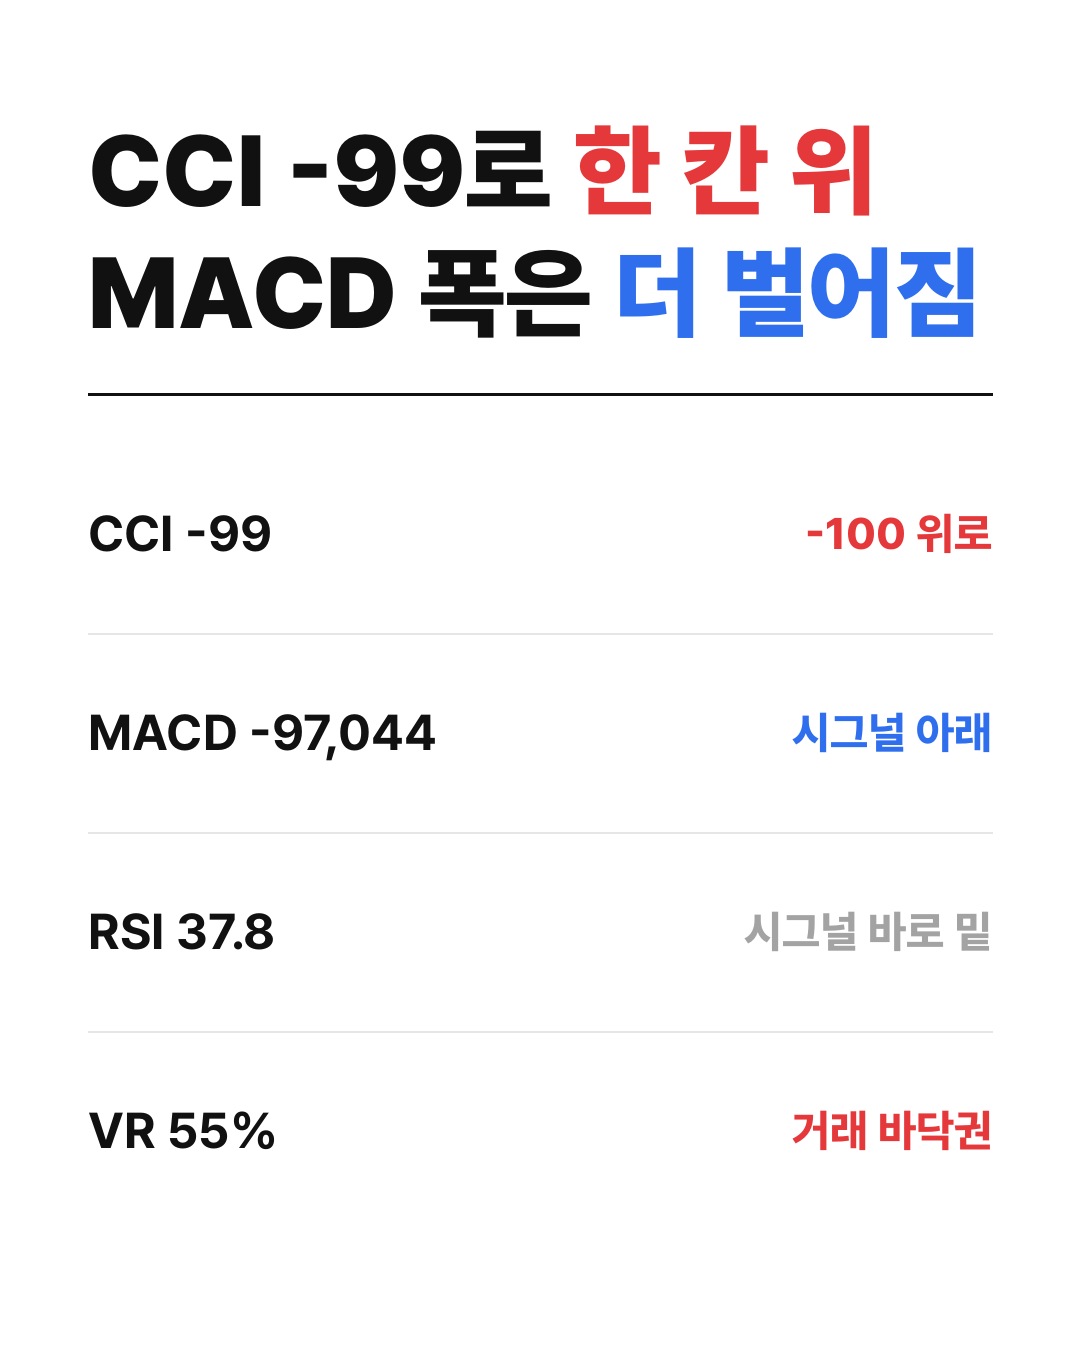 CCI -99로 한 칸 위
MACD 폭은 더 벌어짐
CCI -99 -100 위로
MACD -97,044 시그널 아래
RSI 37.8 시그널 바로 밑
VR 55% 거래 바닥권